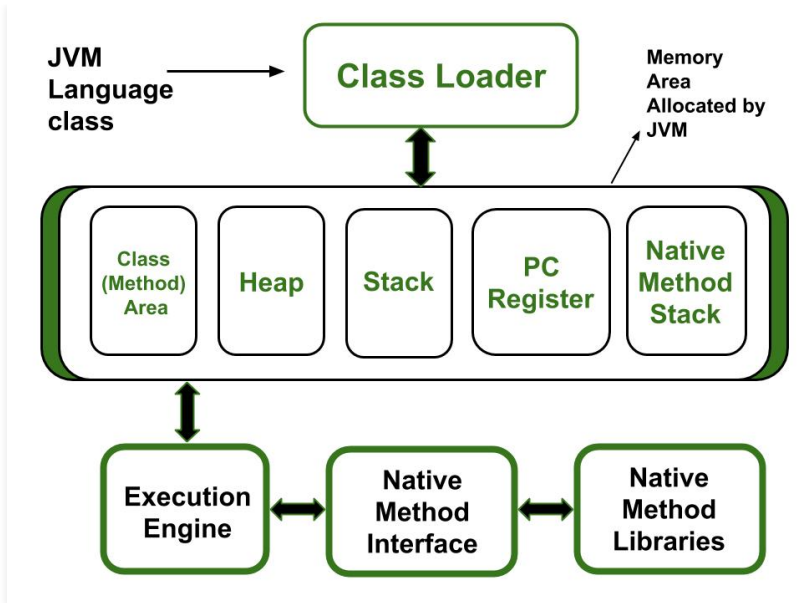 JVM
Language
class
Class Loader
Memory
Area
Allocated by
JVM
Class
(Method)
Area
Heap
Stack
PC
Register
Native
Method
Stack
Execution
Engine
Native
Method
Interface
Native
Method
Libraries